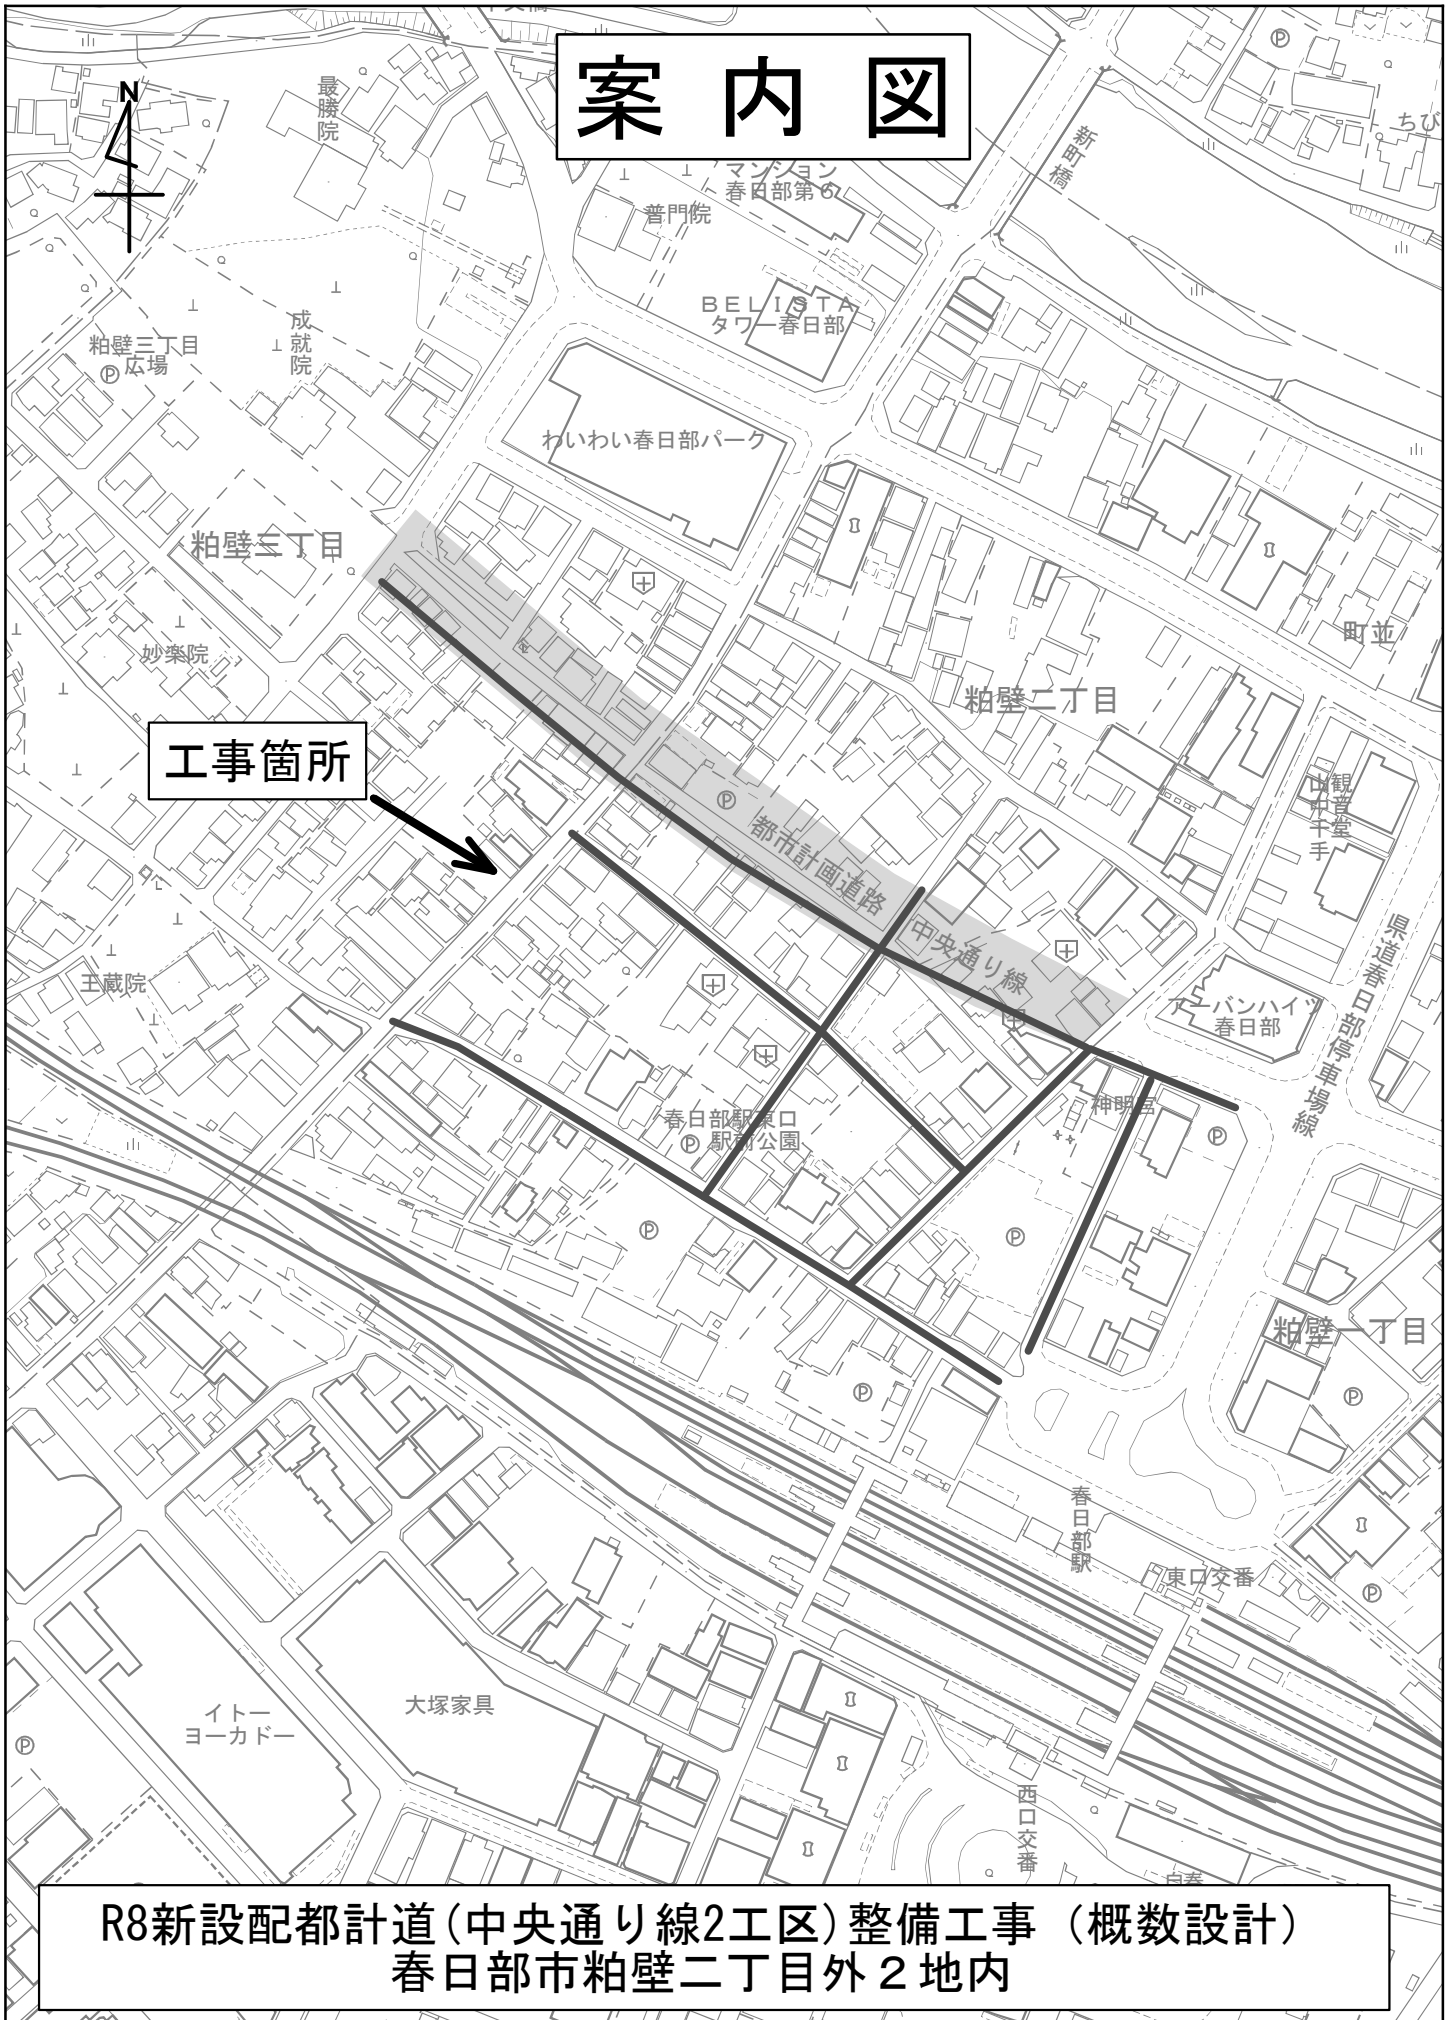 案内図
N
最勝院
新町橋
ちび
マンション
春日部第6
普門院
BELISTA
タワー春日部
成就院
粕壁三丁目
広場
わいわい春日部パーク
粕壁三丁目
町並
妙楽院
粕壁二丁目
工事箇所
観音堂
山中千手
都市計画道路
中央通り線
県道春日部停車場線
玉蔵院
アーバンハイツ
春日部
春日部駅東口
駅前公園
神明宮
粕壁一丁目
春日部駅
東口交番
イトー
ヨーカドー
大塚家具
西口交番
R8新設配都計道(中央通り線2工区)整備工事（概数設計）
春日部市粕壁二丁目外２地内